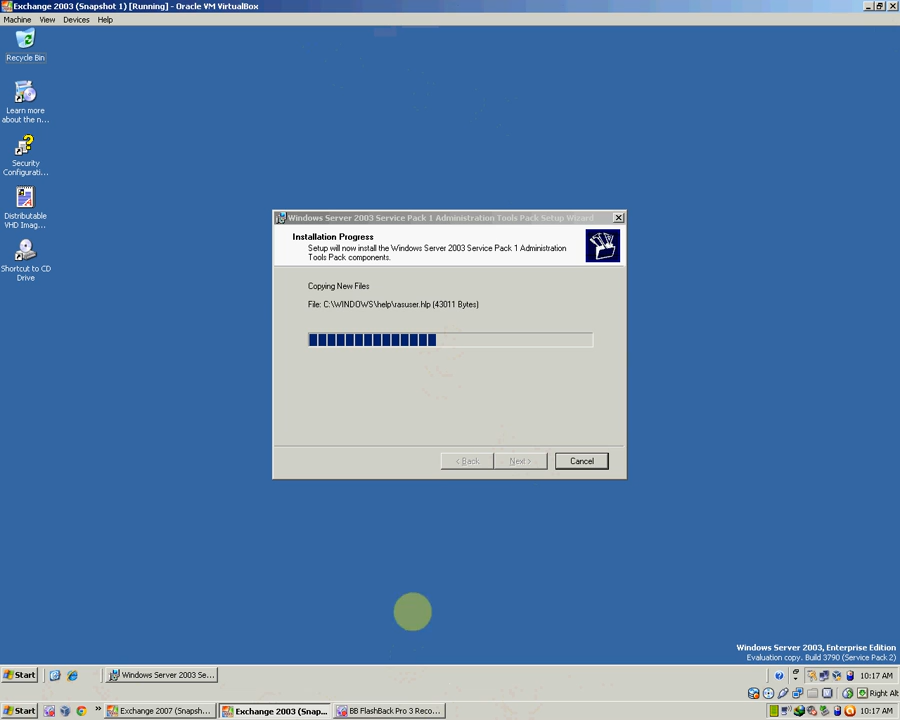 Exchange 2003 (Snapshot 1) [Running] - Oracle VM VirtualBox
Machine View Devices Help
Recycle Bin
Learn more
about the n...
Security
Configurati...
Distributable
VHD Imag...
Shortcut to CD
Drive
Windows Server 2003 Service Pack 1 Administration Tools Pack Setup Wizard
Installation Progress
Setup will now install the Windows Server 2003 Service Pack 1 Administration
Tools Pack components.
Copying New Files
File: C:\WINDOWS\help\rasuser.hlp (43011 Bytes)
< Back Next > Cancel
Windows Server 2003, Enterprise Edition
Evaluation copy. Build 3790 (Service Pack 2)
Start Windows Server 2003 Se... 10:17 AM
Right Alt
Start » Exchange 2007 (Snapsh... Exchange 2003 (Snap... BB FlashBack Pro 3 Reco... 10:17 AM